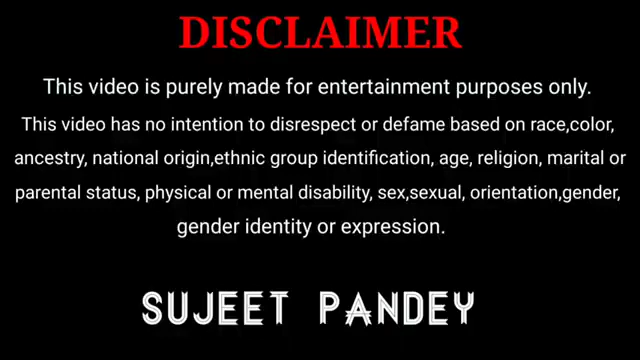 DISCLAIMER
This video is purely made for entertainment purposes only.
This video has no intention to disrespect or defame based on race,color,
ancestry, national origin,ethnic group identification, age, religion, marital or
parental status, physical or mental disability, sex,sexual, orientation,gender,
gender identity or expression.
SUJEET PANDEY